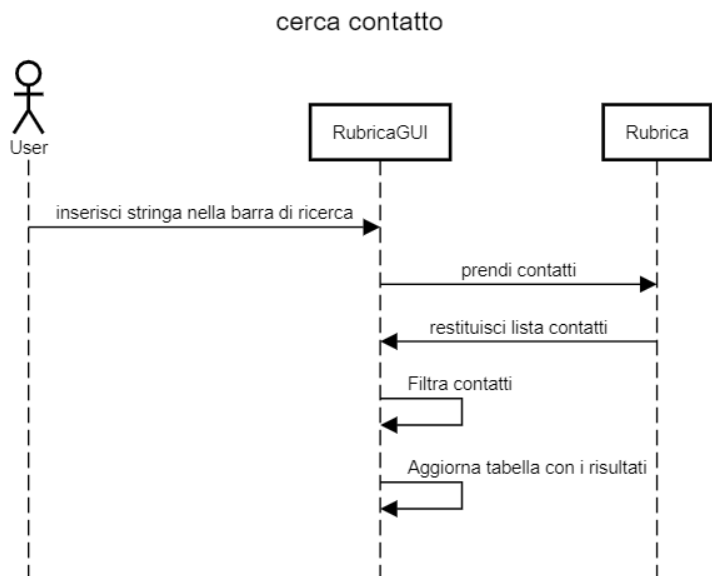 cerca contatto
User
RubricaGUI
Rubrica
inserisci stringa nella barra di ricerca
prendi contatti
restituisci lista contatti
Filtra contatti
Aggiorna tabella con i risultati